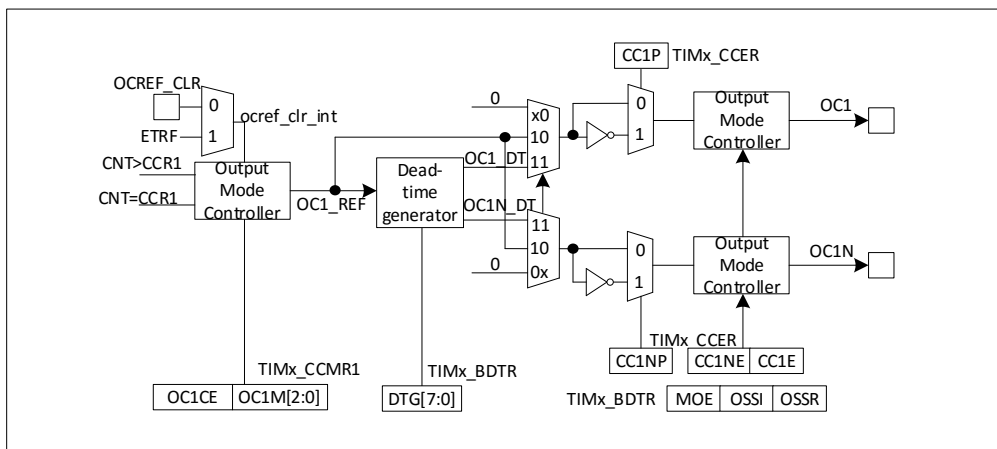 CC1P
TIMx_CCER
OCREF_CLR
0
ocref_clr_int
ETRF
1
0
x0
10
11
0
1
Output
Mode
Controller
OC1
CNT>CCR1
CNT=CCR1
Output
Mode
Controller
OC1_REF
Dead-
time
generator
OC1_DT
OC1N_DT
11
10
0x
0
0
1
Output
Mode
Controller
OC1N
TIMx_CCMR1
OC1CE
OC1M[2:0]
TIMx_BDTR
DTG[7:0]
TIMx_CCER
CC1NP
CC1NE
CC1E
TIMx_BDTR
MOE
OSSI
OSSR